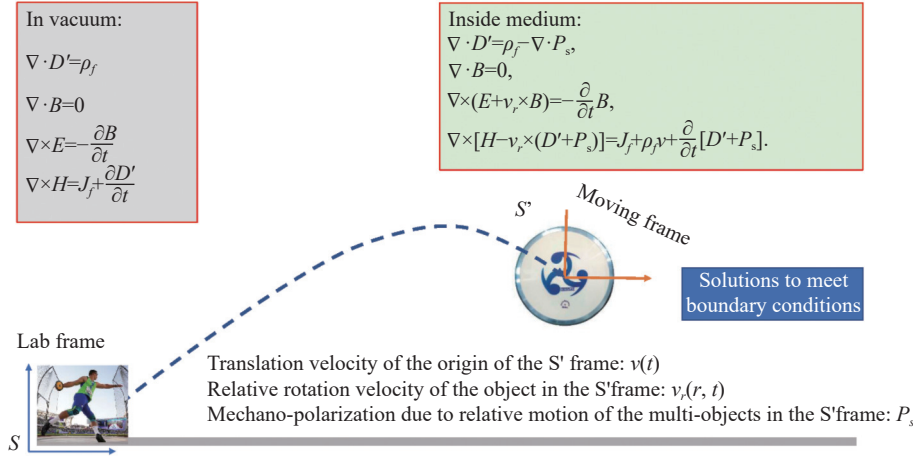 In vacuum:
∇·D′=ρ_f
∇·B=0
∇×E=−∂B/∂t
∇×H=J_f+∂D′/∂t
Inside medium:
∇·D′=ρ_f−∇·P_s,
∇·B=0,
∇×(E+v_r×B)=−∂/∂t B,
∇×[H−v_r×(D′+P_s)]=J_f+ρ_f v+∂/∂t [D′+P_s].
S’
Moving frame
Solutions to meet
boundary conditions
Lab frame
S
Translation velocity of the origin of the S' frame: v(t)
Relative rotation velocity of the object in the S'frame: v_r(r, t)
Mechano-polarization due to relative motion of the multi-objects in the S'frame: P_s